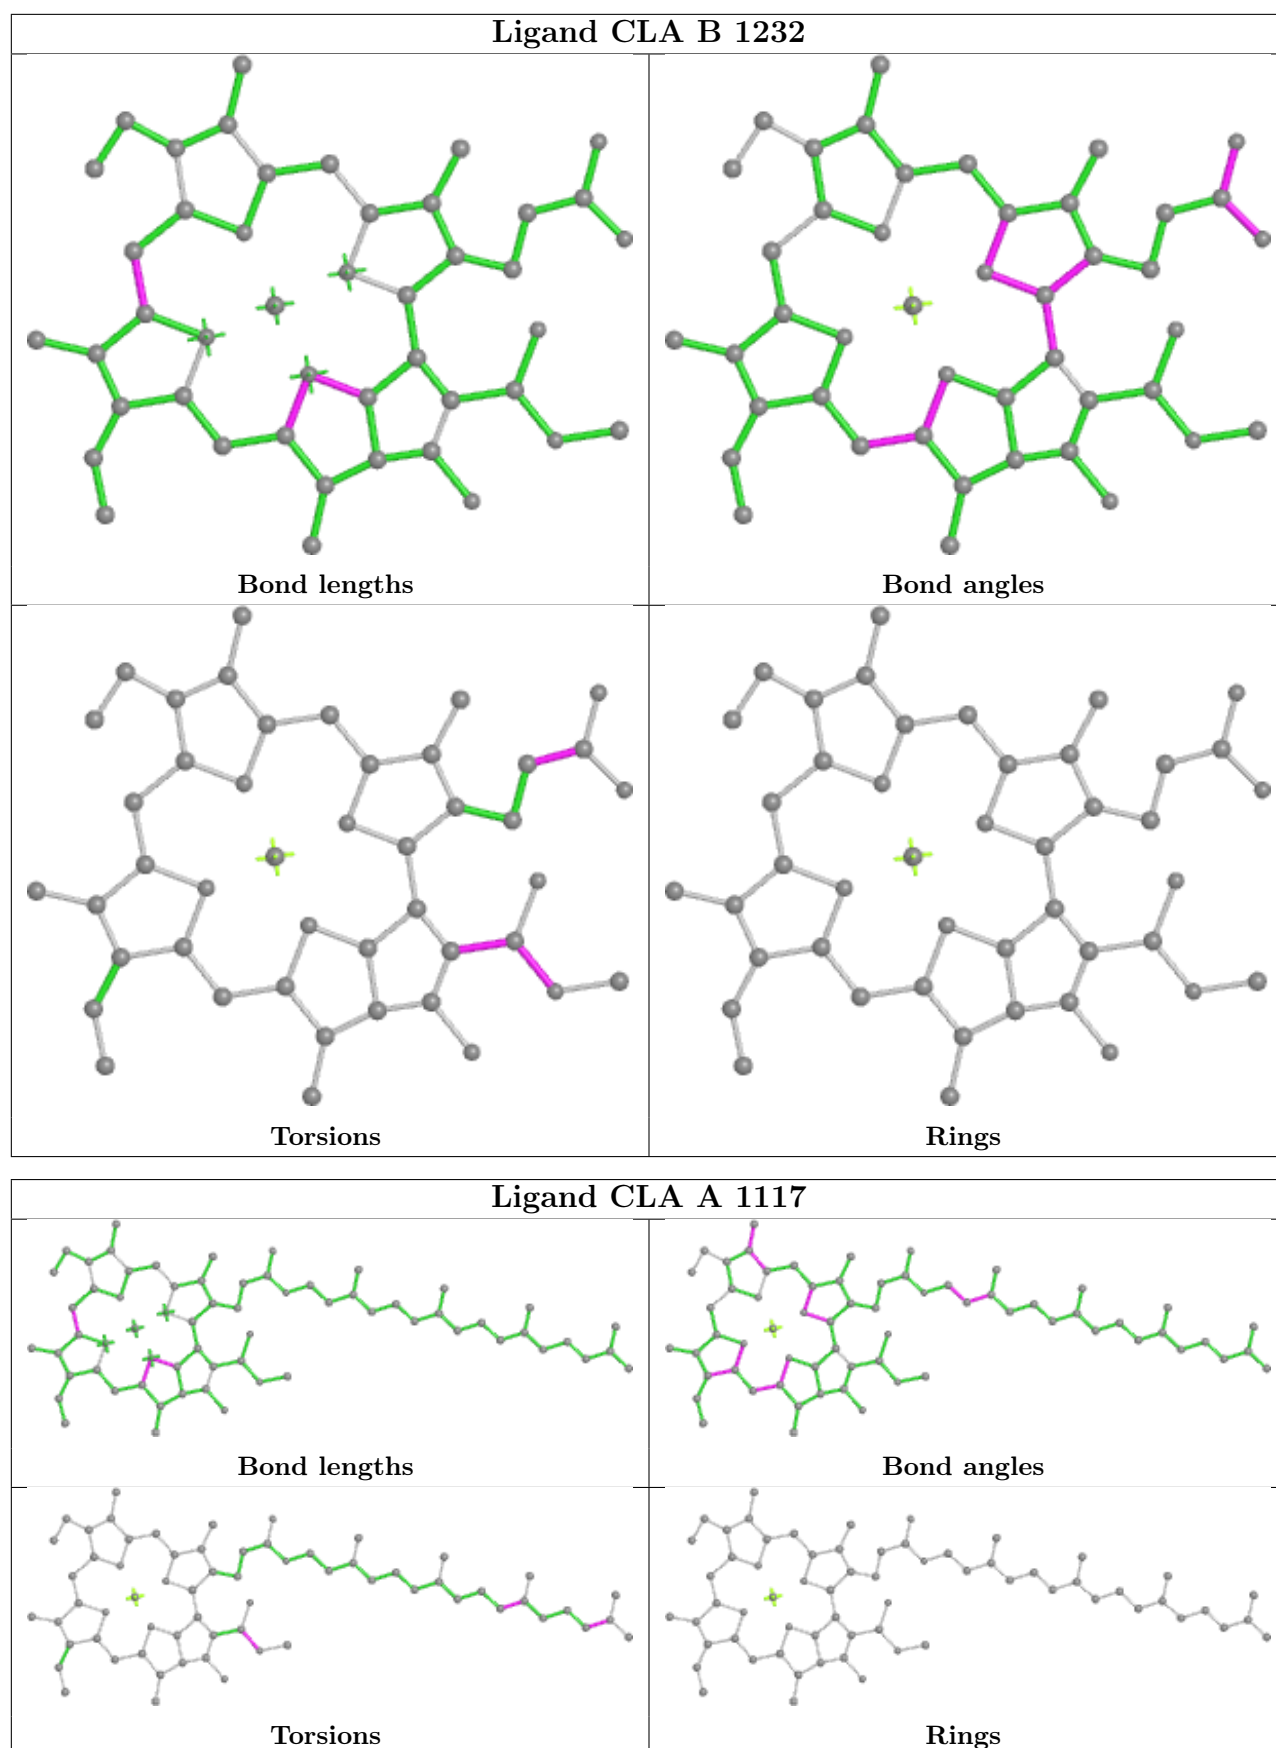 Ligand CLA B 1232
Bond lengths
Bond angles
Torsions
Rings
Ligand CLA A 1117
Bond lengths
Bond angles
Torsions
Rings